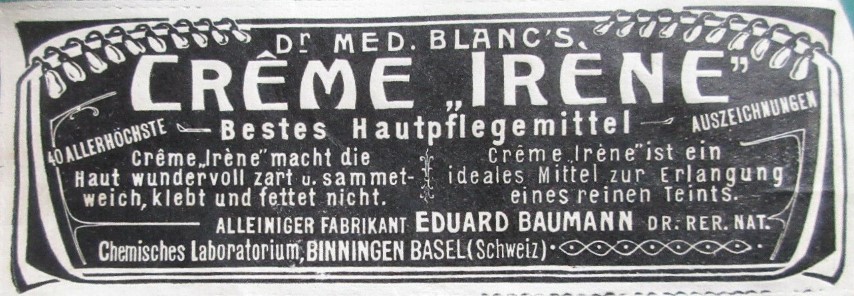 Dr MED. BLANC'S
CRÊME „IRÈNE”
40 ALLERHÖCHSTE
Bestes Hautpflegemittel
AUSZEICHNUNGEN
Crême„Irène” macht die
Haut wundervoll zart u. sammet-
weich, klebt und fettet nicht.
Crême „Irène” ist ein
ideales Mittel zur Erlangung
eines reinen Teints.
ALLEINIGER FABRIKANT EDUARD BAUMANN DR. RER. NAT.
Chemisches Laboratorium, BINNINGEN BASEL (Schweiz)